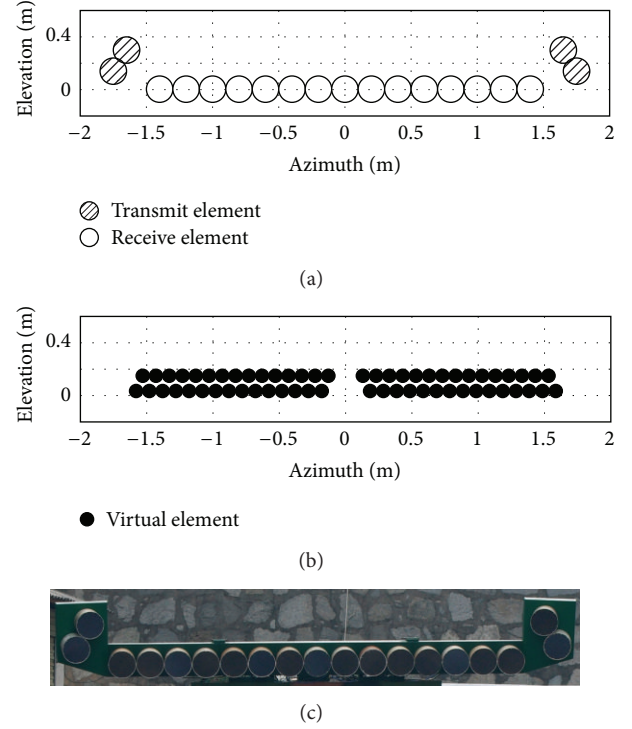 Elevation (m)
0.4
0
−2 −1.5 −1 −0.5 0 0.5 1 1.5 2
Azimuth (m)
Transmit element
Receive element
(a)
Elevation (m)
0.4
0
−2 −1.5 −1 −0.5 0 0.5 1 1.5 2
Azimuth (m)
Virtual element
(b)
(c)